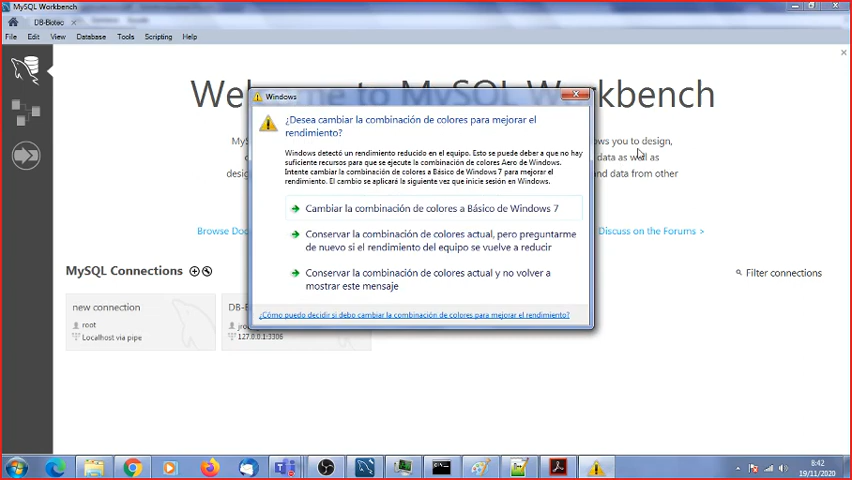 MySQL Workbench
DB-Biotec
File Edit View Database Tools Scripting Help
Windows
¿Desea cambiar la combinación de colores para mejorar el
rendimiento?
Windows detectó un rendimiento reducido en el equipo. Esto se puede deber a que no hay
suficiente recursos para que se ejecute la combinación de colores Aero de Windows.
Intente cambiar la combinación de colores a Básico de Windows 7 para mejorar el
rendimiento. El cambio se aplicará la siguiente vez que inicie sesión en Windows.
Cambiar la combinación de colores a Básico de Windows 7
Conservar la combinación de colores actual, pero preguntarme
de nuevo si el rendimiento del equipo se vuelve a reducir
Conservar la combinación de colores actual y no volver a
mostrar este mensaje
¿Cómo puedo decidir si debo cambiar la combinación de colores para mejorar el rendimiento?
Welcome to MySQL Workbench
ows you to design,
data as well as
and data from other
Browse Doc
Discuss on the Forums >
MySQL Connections
Filter connections
new connection
root
Localhost via pipe
DB-B
127.0.0.1:3306
8:42
19/11/2020